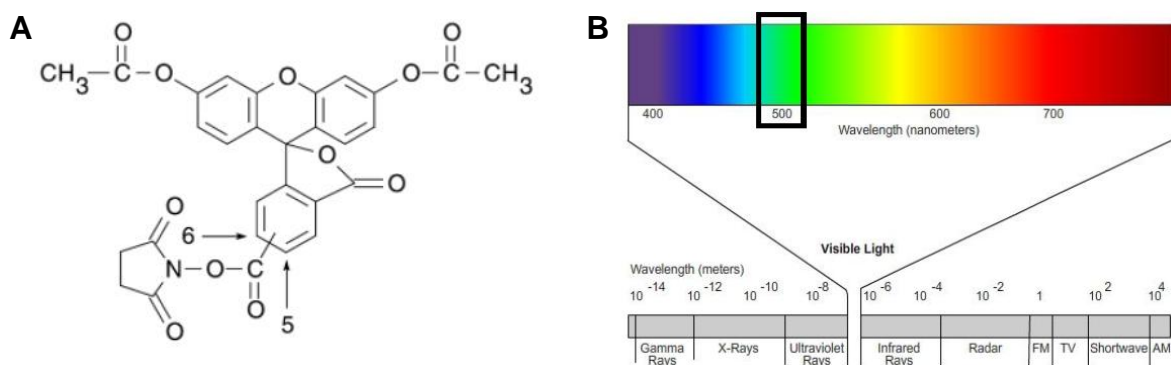 A
O
CH3 — C — O
O
O — C — CH3
O
O
O
O
6
N — O — C
O
O
5
B
400 500 600 700
Wavelength (nanometers)
Visible Light
Wavelength (meters)
10 -14 10 -12 10 -10 10 -8 10 -6 10 -4 10 -2 1 10 2 10 4
Gamma Rays
X-Rays
Ultraviolet Rays
Infrared Rays
Radar
FM
TV
Shortwave
AM